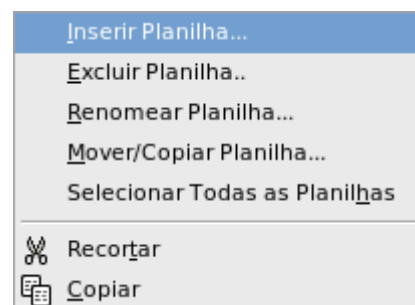 Inserir Planilha...
Excluir Planilha..
Renomear Planilha...
Mover/Copiar Planilha...
Selecionar Todas as Planilhas
Recortar
Copiar